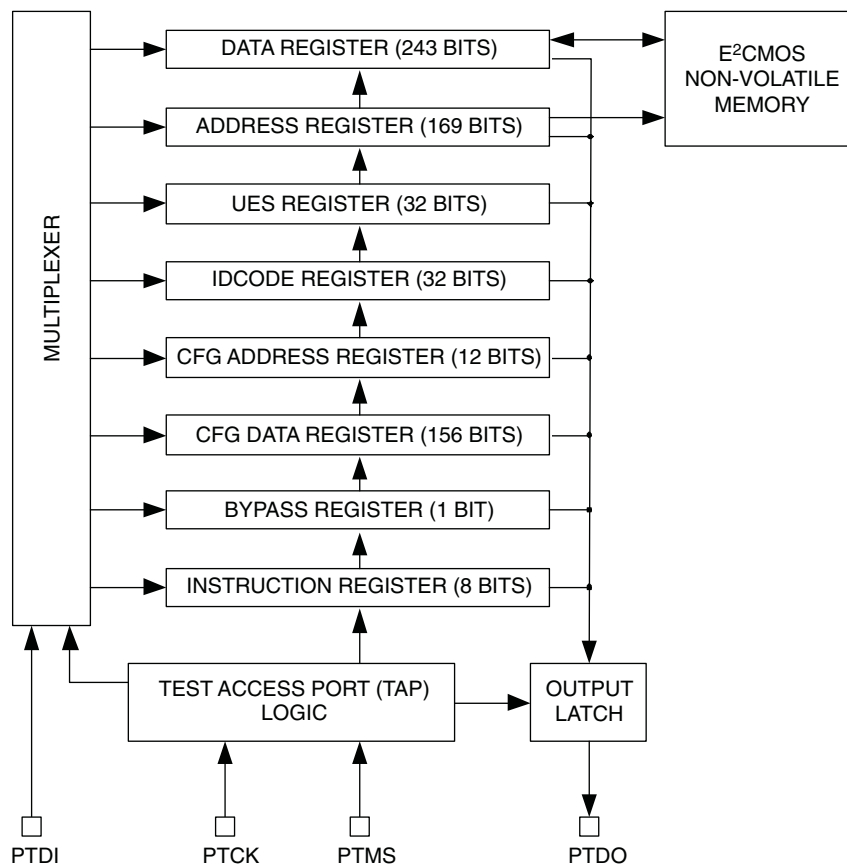 DATA REGISTER (243 BITS)
E²CMOS
NON-VOLATILE
MEMORY
ADDRESS REGISTER (169 BITS)
UES REGISTER (32 BITS)
IDCODE REGISTER (32 BITS)
MULTIPLEXER
CFG ADDRESS REGISTER (12 BITS)
CFG DATA REGISTER (156 BITS)
BYPASS REGISTER (1 BIT)
INSTRUCTION REGISTER (8 BITS)
TEST ACCESS PORT (TAP)
LOGIC
OUTPUT
LATCH
PTDI
PTCK
PTMS
PTDO